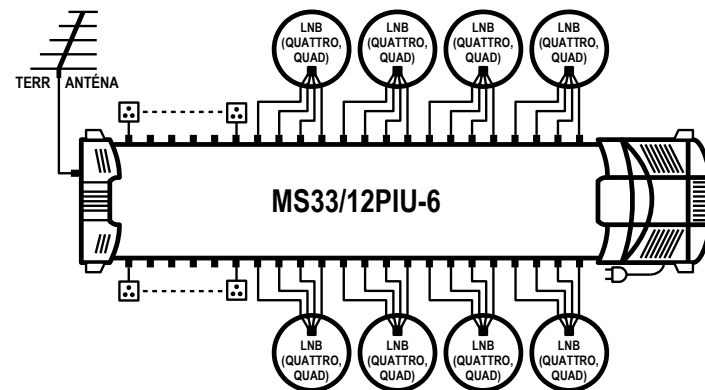 LNB
(QUATTRO,
QUAD)
LNB
(QUATTRO,
QUAD)
LNB
(QUATTRO,
QUAD)
LNB
(QUATTRO,
QUAD)
TERR ANTÉNA
MS33/12PIU-6
LNB
(QUATTRO,
QUAD)
LNB
(QUATTRO,
QUAD)
LNB
(QUATTRO,
QUAD)
LNB
(QUATTRO,
QUAD)